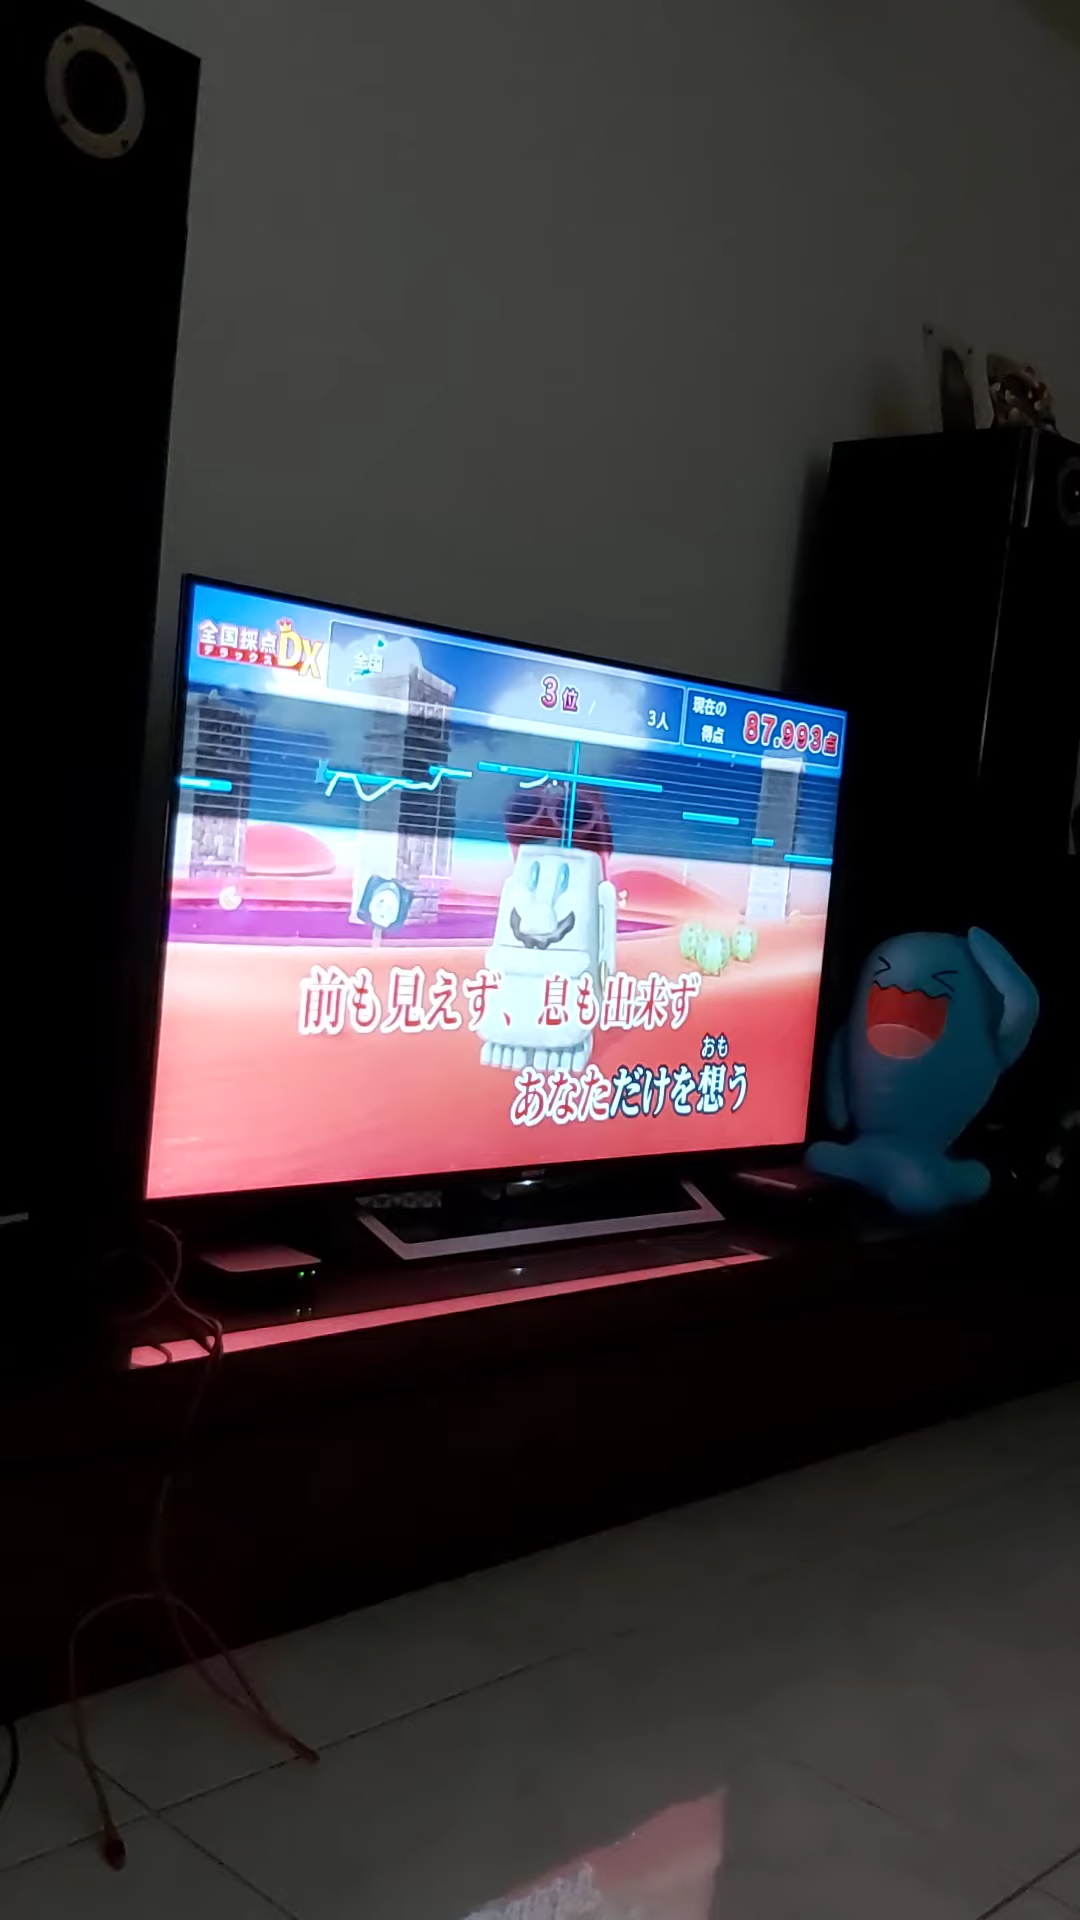 全国採点
デラックス
DX
全国
3位 / 3人
現在の
得点
87.993点
前も見えず、息も出来ず
おも
あなただけを想う
SONY